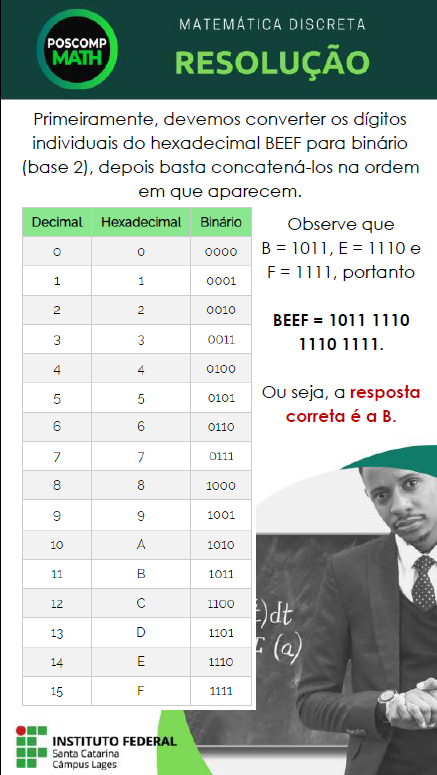 POSCOMP
MATH
MATEMÁTICA DISCRETA
RESOLUÇÃO
Primeiramente, devemos converter os dígitos
individuais do hexadecimal BEEF para binário
(base 2), depois basta concatená-los na ordem
em que aparecem.
Decimal Hexadecimal Binário
0 0 0000
1 1 0001
2 2 0010
3 3 0011
4 4 0100
5 5 0101
6 6 0110
7 7 0111
8 8 1000
9 9 1001
10 A 1010
11 B 1011
12 C 1100
13 D 1101
14 E 1110
15 F 1111
Observe que
B = 1011, E = 1110 e
F = 1111, portanto
BEEF = 1011 1110
1110 1111.
Ou seja, a resposta
correta é a B.
)dt
(a)
INSTITUTO FEDERAL
Santa Catarina
Câmpus Lages